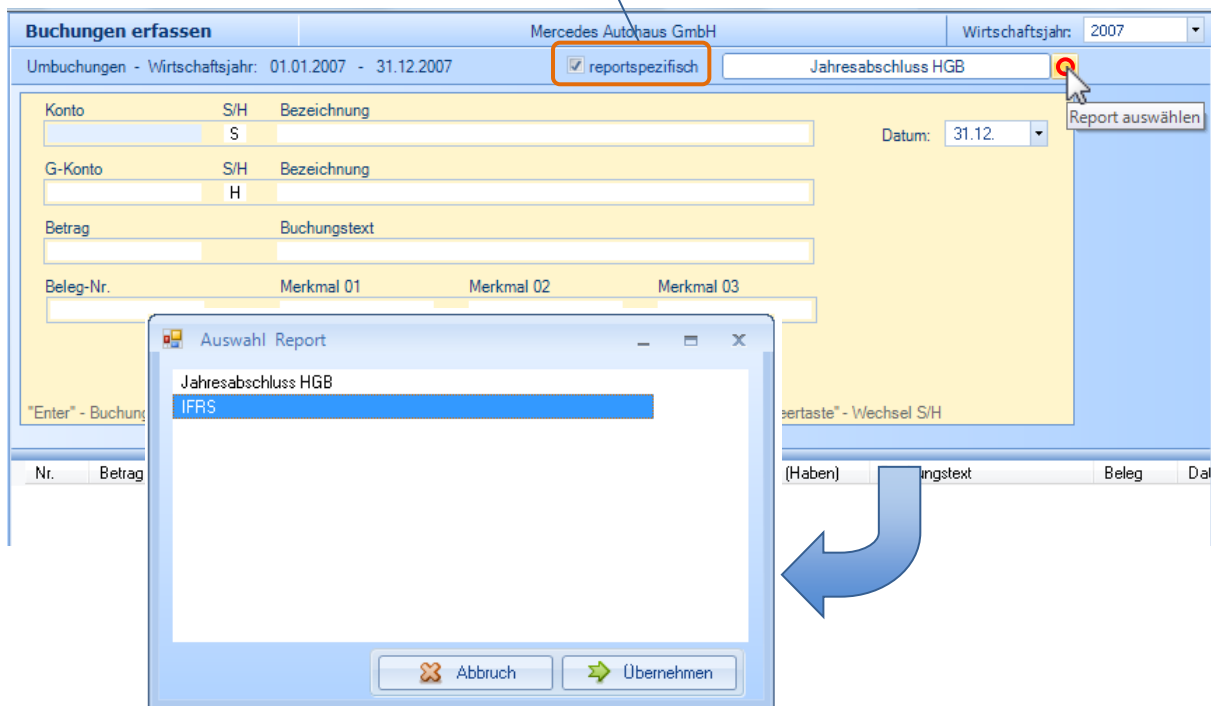 Buchungen erfassen Mercedes Autohaus GmbH Wirtschaftsjahr: 2007
Umbuchungen - Wirtschaftsjahr: 01.01.2007 - 31.12.2007 reportspezifisch Jahresabschluss HGB
Report auswählen
Konto S/H Bezeichnung
S Datum: 31.12.
G-Konto S/H Bezeichnung
H
Betrag Buchungstext
Beleg-Nr. Merkmal 01 Merkmal 02 Merkmal 03
Auswahl Report
Jahresabschluss HGB
IFRS
"Enter" - Buchung eertaste" - Wechsel S/H
Nr. Betrag (Haben) ungstext Beleg Dat
Abbruch Übernehmen